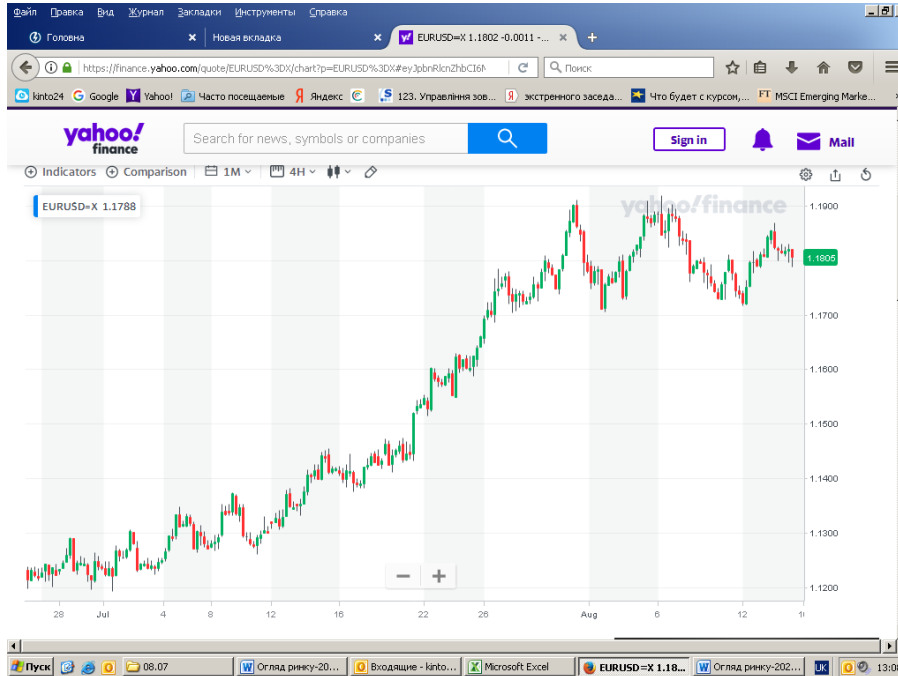 Файл Правка Вид Журнал Закладки Инструменты Справка
Головна
Новая вкладка
EURUSD=X 1.1802 -0.0011 -...
https://finance.yahoo.com/quote/EURUSD%3DX/chart?p=EURUSD%3DX#eyJpbnRlcnZhbCI6M
Поиск
kinto24 Google Yahoo! Часто посещаемые Яндекс 123. Управління зов... экстренного заседа... Что будет с курсом,... MSCI Emerging Marke...
yahoo!
finance
Search for news, symbols or companies
Sign in
Mail
Indicators Comparison 1M 4H
EURUSD=X 1.1788
yahoo!finance
1.1900
1.1805
1.1700
1.1600
1.1500
1.1400
1.1300
1.1200
28 Jul 4 8 12 16 22 26 Aug 6 12
Пуск 08.07 Огляд ринку-20... Входящие - kinto... Microsoft Excel EURUSD=X 1.18... Огляд ринку-202... UK 13:0